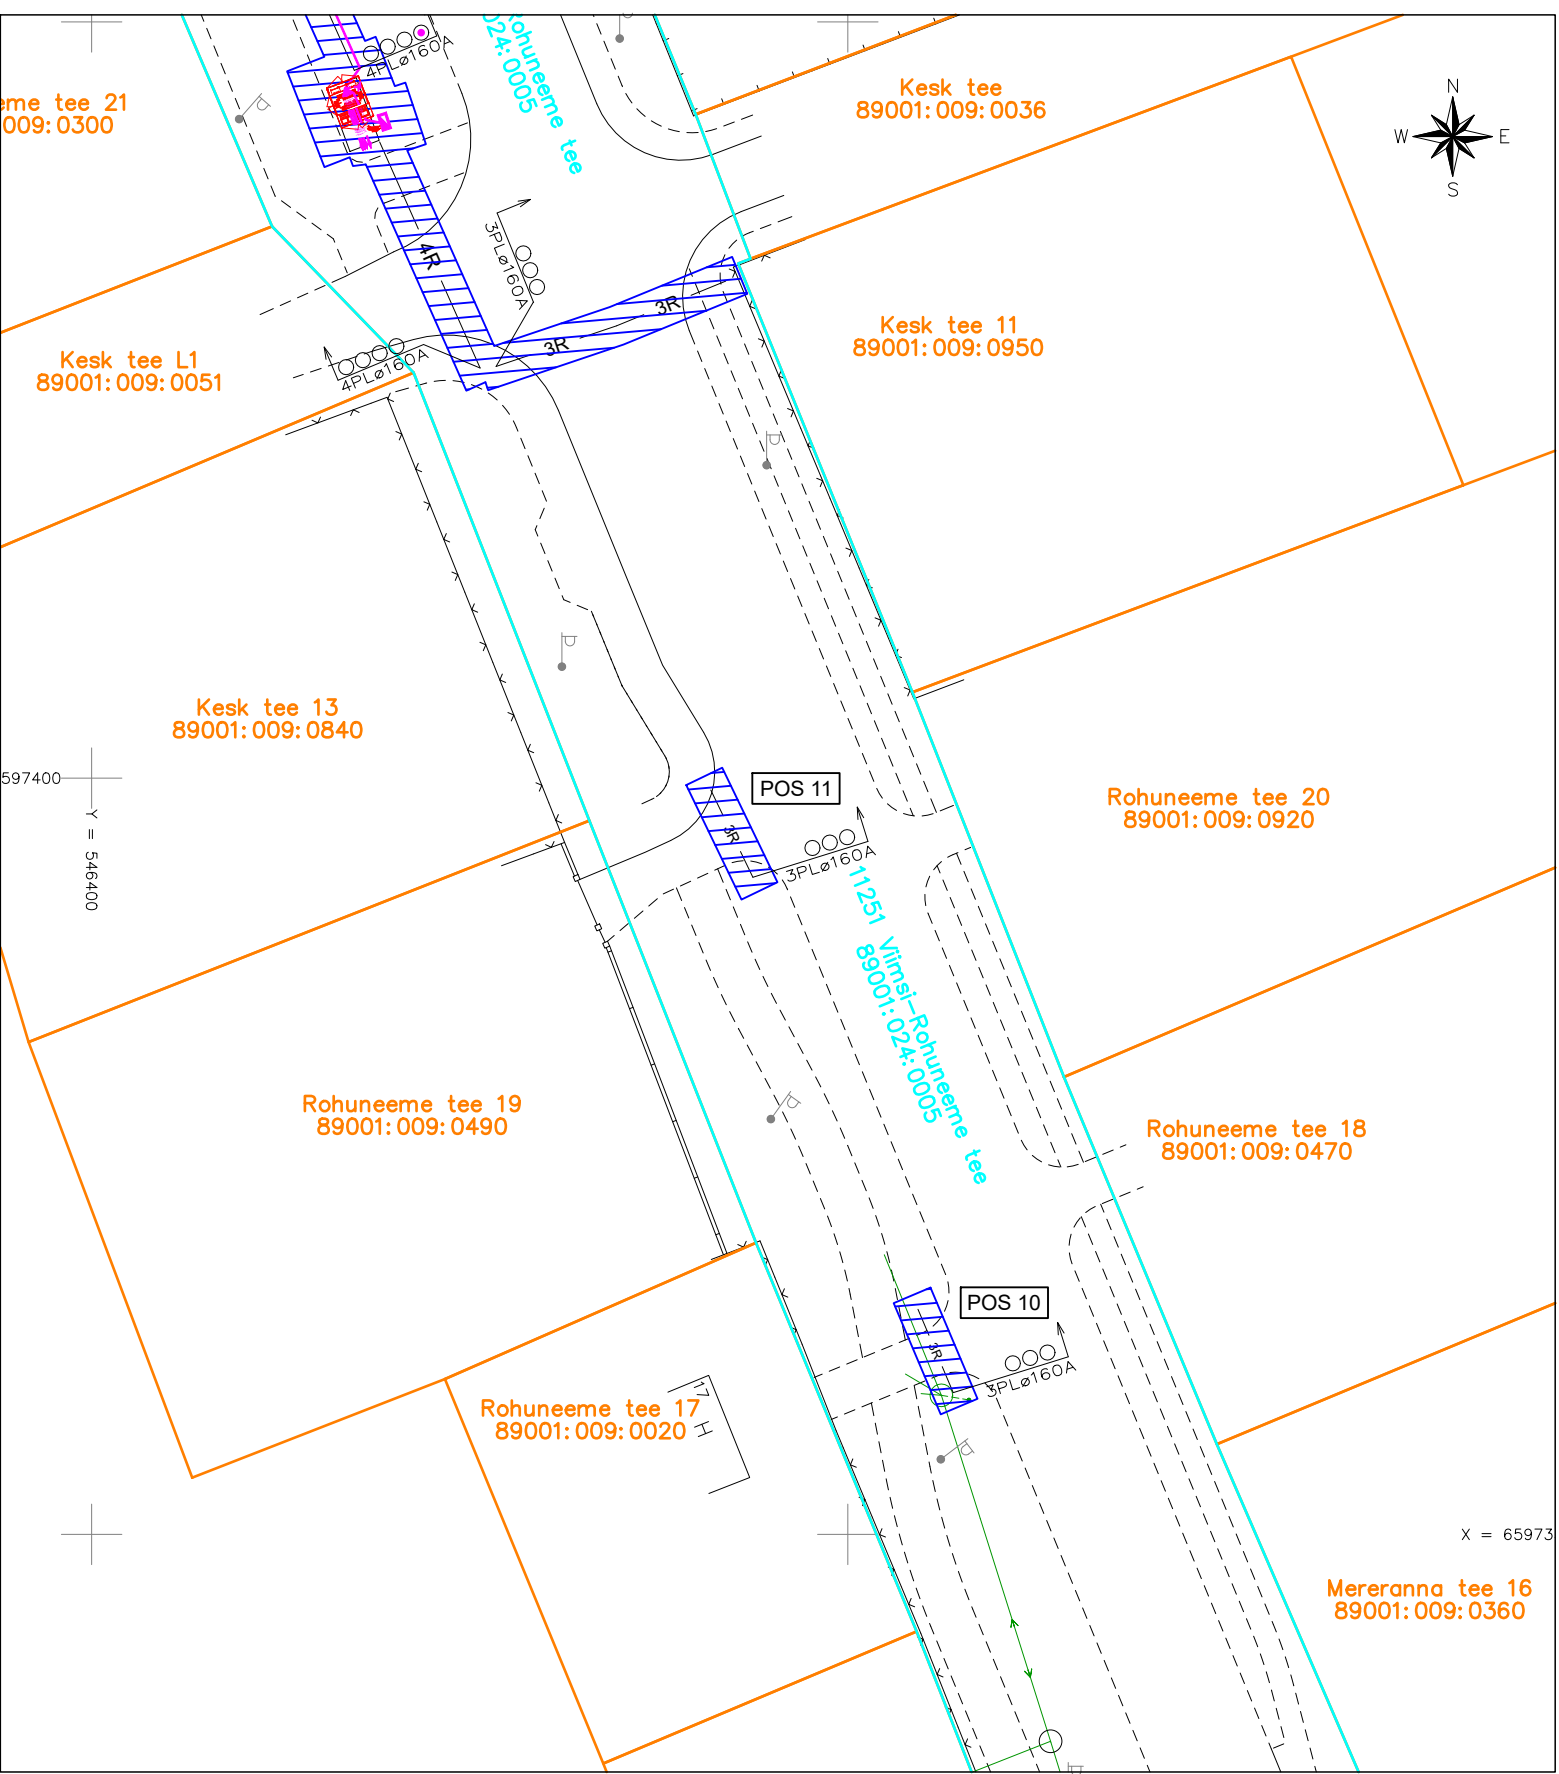 4PLø160A
Rohuneeme tee
024:0005
eme tee 21
009:0300
Kesk tee
89001:009:0036
N
W
E
S
4R
3PLø160A
3R
3R
Kesk tee 11
89001:009:0950
Kesk tee L1
89001:009:0051
4PLø160A
Kesk tee 13
89001:009:0840
597400
Y = 546400
POS 11
3R
3PLø160A
Rohuneeme tee 20
89001:009:0920
11251 Viimsi-Rohuneeme tee
89001:024:0005
Rohuneeme tee 19
89001:009:0490
Rohuneeme tee 18
89001:009:0470
POS 10
3R
3PLø160A
Rohuneeme tee 17
89001:009:0020
17 H
X = 65973
Mereranna tee 16
89001:009:0360